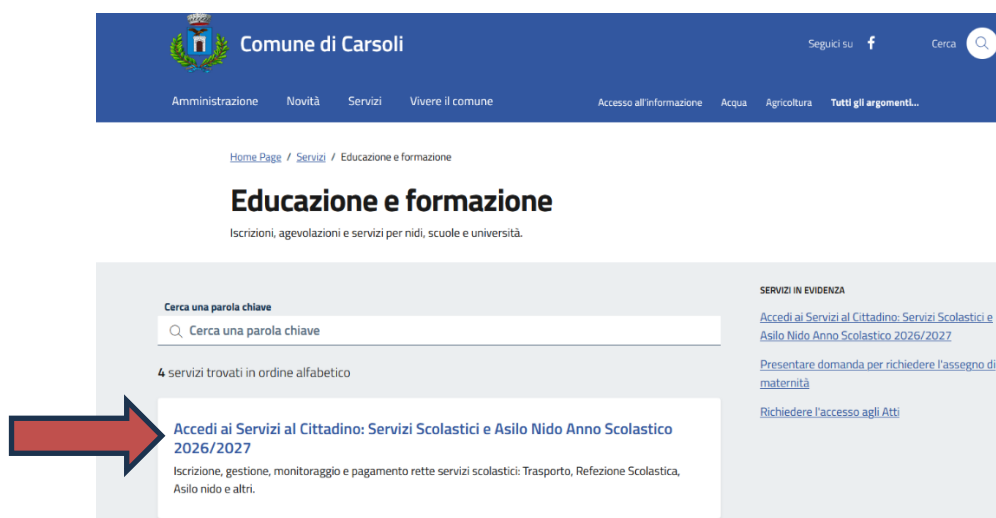 Comune di Carsoli
Seguici su
Cerca
Amministrazione Novità Servizi Vivere il comune
Accesso all'informazione Acqua Agricoltura Tutti gli argomenti...
Home Page / Servizi / Educazione e formazione
Educazione e formazione
Iscrizioni, agevolazioni e servizi per nidi, scuole e università.
Cerca una parola chiave
Cerca una parola chiave
4 servizi trovati in ordine alfabetico
Accedi ai Servizi al Cittadino: Servizi Scolastici e Asilo Nido Anno Scolastico
2026/2027
Iscrizione, gestione, monitoraggio e pagamento rette servizi scolastici: Trasporto, Refezione Scolastica,
Asilo nido e altri.
SERVIZI IN EVIDENZA
Accedi ai Servizi al Cittadino: Servizi Scolastici e
Asilo Nido Anno Scolastico 2026/2027
Presentare domanda per richiedere l'assegno di
maternità
Richiedere l'accesso agli Atti